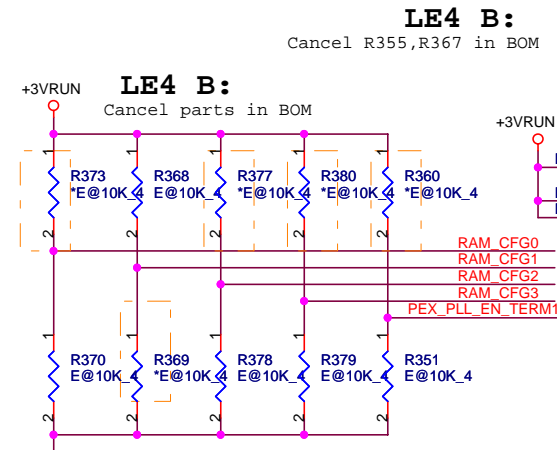 LE4 B:
Cancel R355,R367 in BOM
LE4 B:
Cancel parts in BOM
+3VRUN
+3VRUN
1 1 1 1 1
R373 R368 R377 R380 R360
*E@10K_4 E@10K_4 *E@10K_4 *E@10K_4 *E@10K_4
2 2 2 2 2
RAM_CFG0
RAM_CFG1
RAM_CFG2
RAM_CFG3
PEX_PLL_EN_TERM1
1 1 1 1 1
R370 R369 R378 R379 R351
E@10K_4 *E@10K_4 E@10K_4 E@10K_4 E@10K_4
2 2 2 2 2